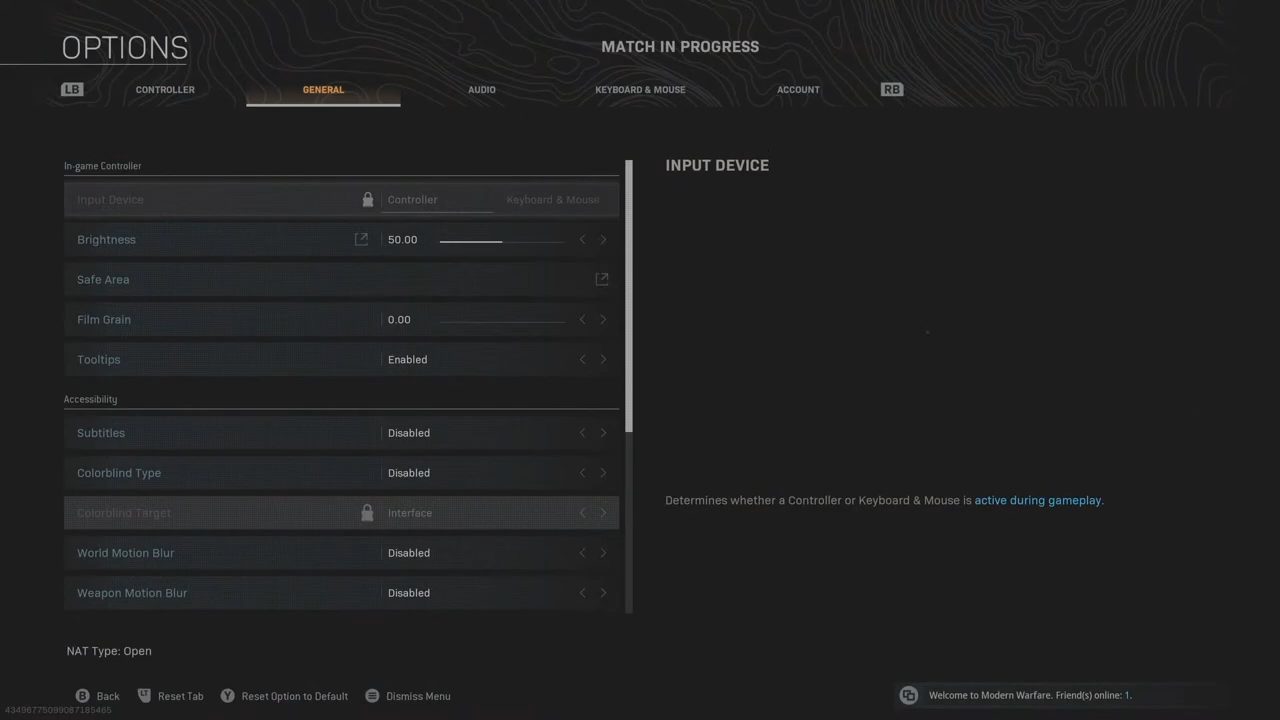 OPTIONS
MATCH IN PROGRESS
LB CONTROLLER GENERAL AUDIO KEYBOARD & MOUSE ACCOUNT RB
In-game Controller
Input Device Controller Keyboard & Mouse
Brightness 50.00
Safe Area
Film Grain 0.00
Tooltips Enabled
Accessibility
Subtitles Disabled
Colorblind Type Disabled
Colorblind Target Interface
World Motion Blur Disabled
Weapon Motion Blur Disabled
INPUT DEVICE
Determines whether a Controller or Keyboard & Mouse is active during gameplay.
NAT Type: Open
B Back LT Reset Tab Y Reset Option to Default Dismiss Menu
Welcome to Modern Warfare. Friend(s) online: 1.
43496775099087185465